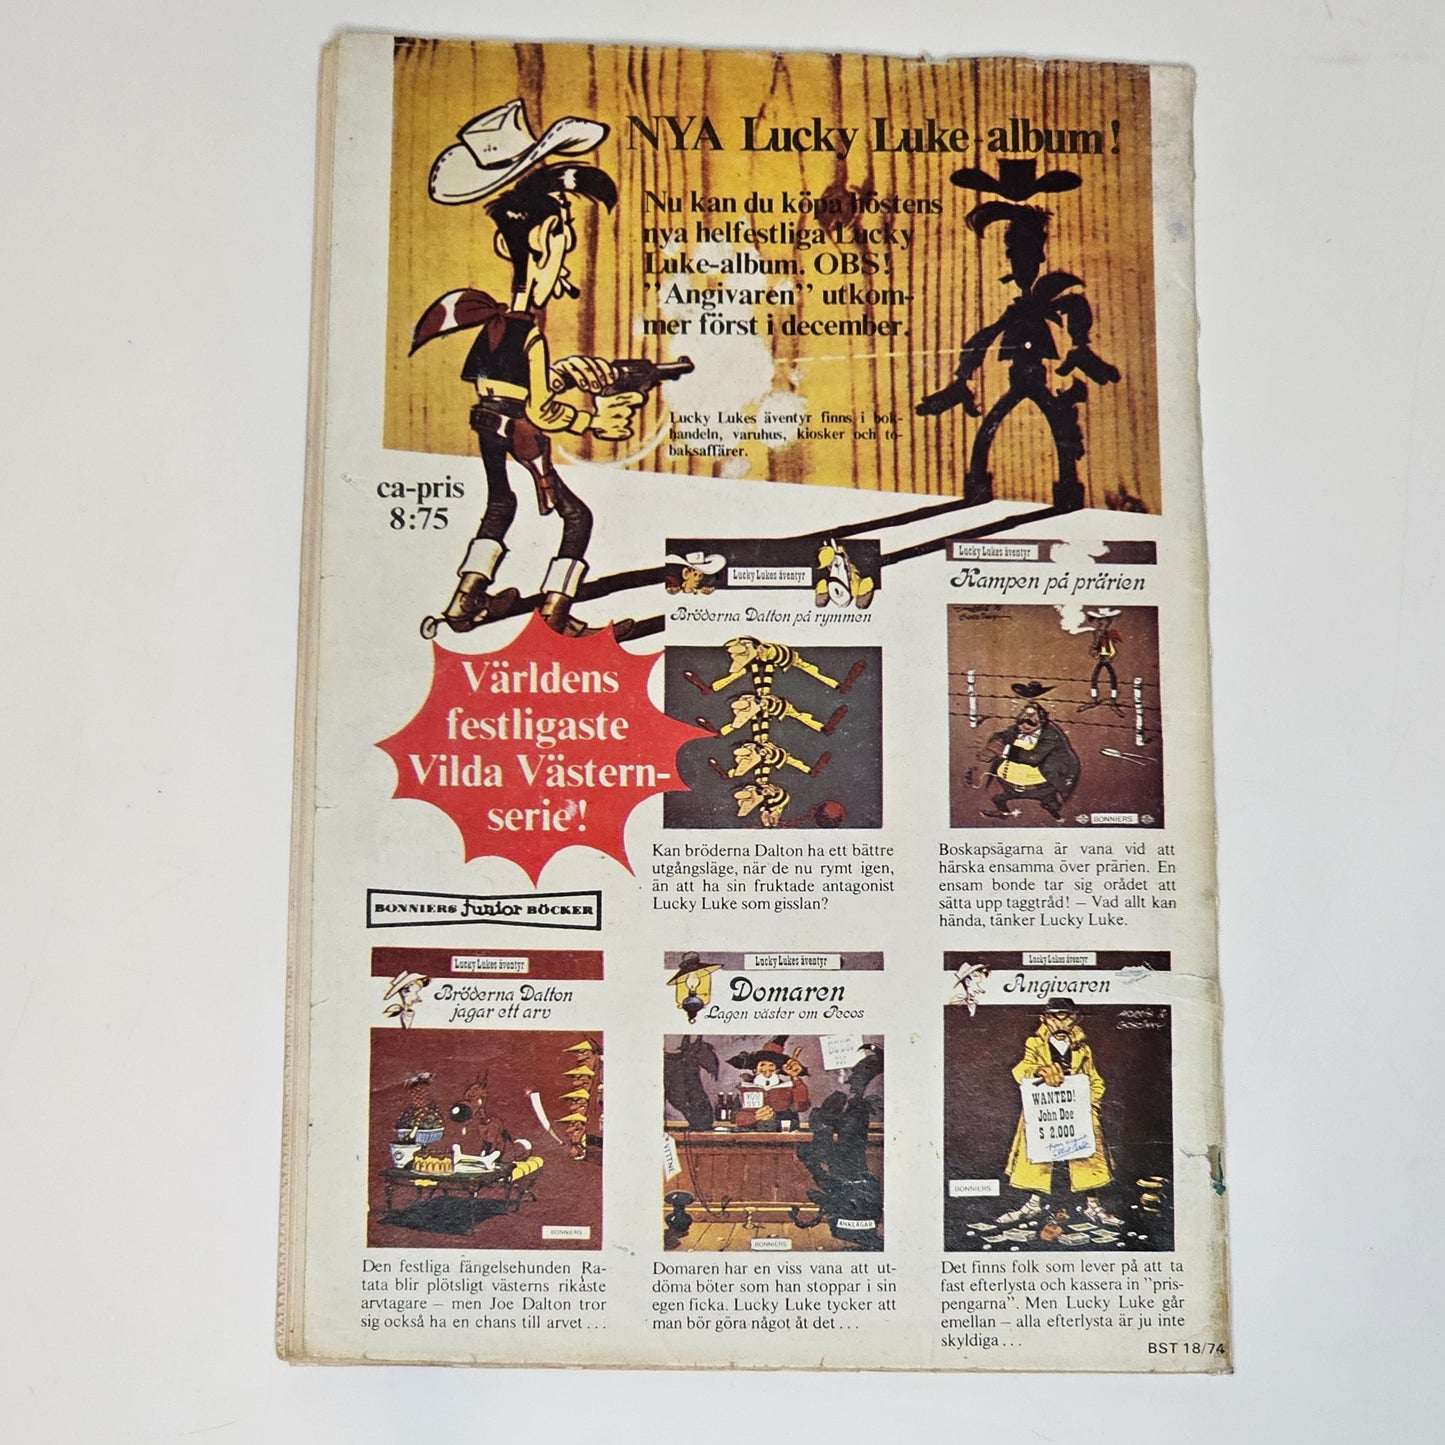 NYA Lucky Luke-album!
Nu kan du köpa höstens
nya helfestliga Lucky
Luke-album. OBS!
”Angivaren” utkom-
mer först i december.
Lucky Lukes äventyr finns i bok-
handeln, varuhus, kiosker och to-
baksaffärer.
ca-pris
8:75
Världens
festligaste
Vilda Västern-
serie!
Lucky Lukes äventyr
Bröderna Dalton på rymmen
Kan bröderna Dalton ha ett bättre
utgångsläge, när de nu rymt igen,
än att ha sin fruktade antagonist
Lucky Luke som gisslan?
Lucky Lukes äventyr
Kampen på prärien
BONNIERS
Boskapsägarna är vana vid att
härska ensamma över prärien. En
ensam bonde tar sig orådet att
sätta upp taggtråd! – Vad allt kan
hända, tänker Lucky Luke.
BONNIERS Junior BÖCKER
Lucky Lukes äventyr
Bröderna Dalton
jagar ett arv
BONNIERS
Den festliga fängelsehunden Ra-
tata blir plötsligt västerns rikaste
arvtagare – men Joe Dalton tror
sig också ha en chans till arvet . . .
Lucky Lukes äventyr
Domaren
Lagen väster om Pecos
BEER
VITTNE
ANKLAGAD
BONNIERS
Domaren har en viss vana att ut-
döma böter som han stoppar i sin
egen ficka. Lucky Luke tycker att
man bör göra något åt det . . .
Lucky Lukes äventyr
Angivaren
MORRIS &
GOSCINNY
WANTED!
John Doe
$ 2.000
BONNIERS
Det finns folk som lever på att ta
fast efterlysta och kassera in ”pris-
pengarna”. Men Lucky Luke går
emellan – alla efterlysta är ju inte
skyldiga . . .
BST 18/74